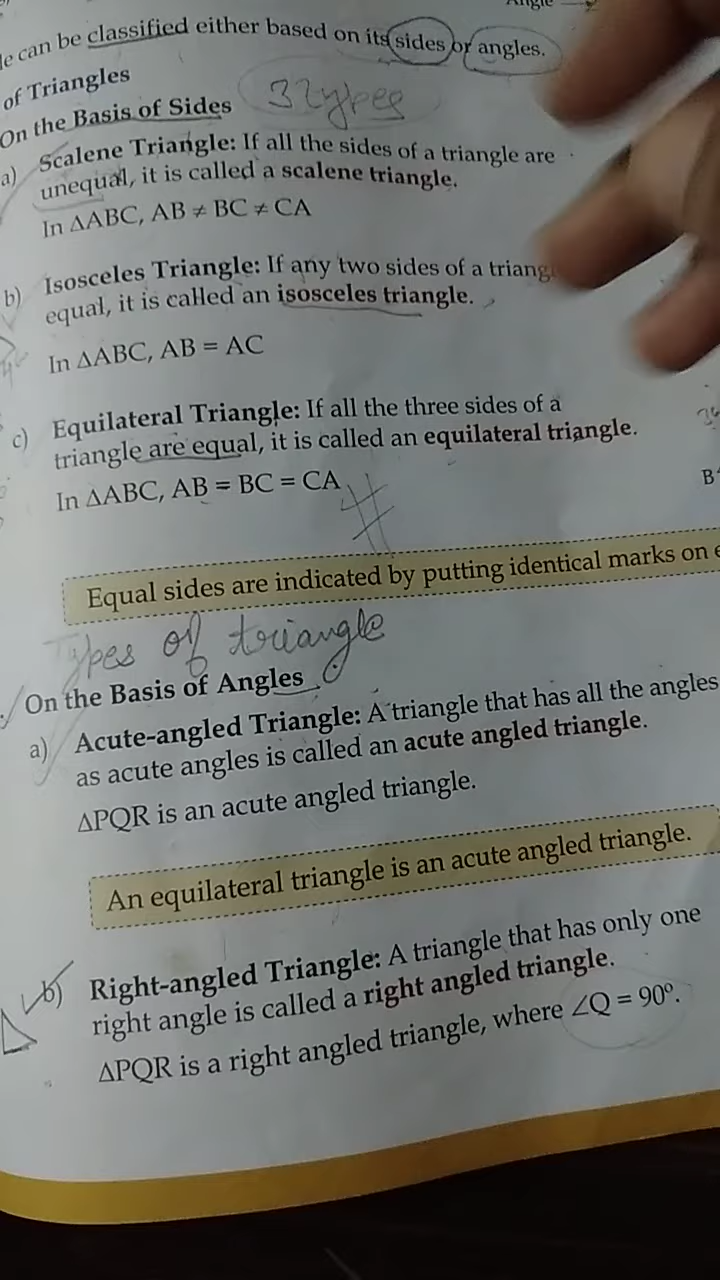 Angle
le can be classified either based on its sides or angles.
of Triangles
On the Basis of Sides 3 Types
a) Scalene Triangle: If all the sides of a triangle are
unequal, it is called a scalene triangle.
In ΔABC, AB ≠ BC ≠ CA
b) Isosceles Triangle: If any two sides of a triang
equal, it is called an isosceles triangle.
In ΔABC, AB = AC
c) Equilateral Triangle: If all the three sides of a
triangle are equal, it is called an equilateral triangle.
In ΔABC, AB = BC = CA
B
Equal sides are indicated by putting identical marks on e
Types of triangle
On the Basis of Angles
a) Acute-angled Triangle: A triangle that has all the angles
as acute angles is called an acute angled triangle.
ΔPQR is an acute angled triangle.
An equilateral triangle is an acute angled triangle.
b) Right-angled Triangle: A triangle that has only one
right angle is called a right angled triangle.
ΔPQR is a right angled triangle, where ∠Q = 90°.